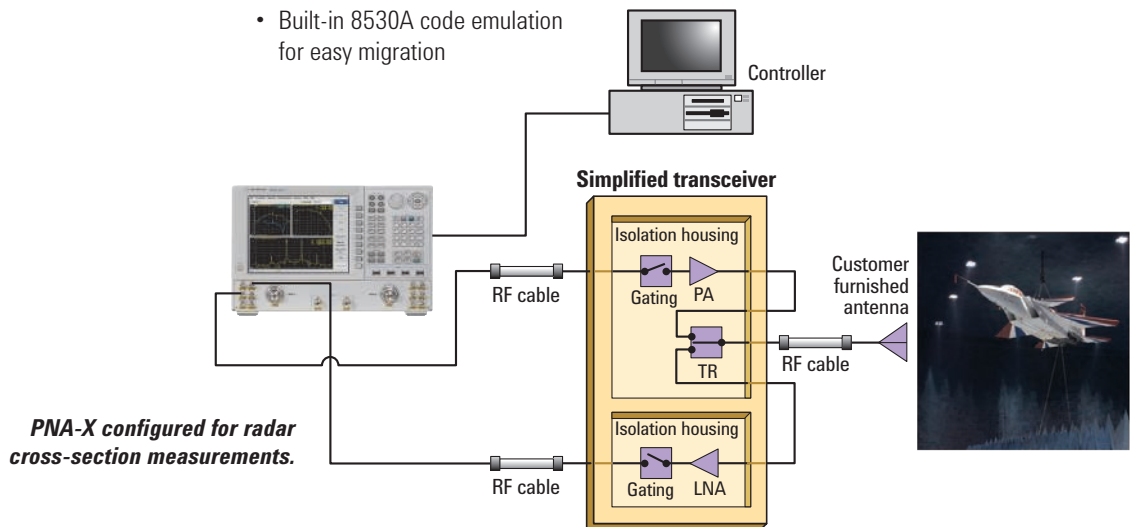 • Built-in 8530A code emulation
for easy migration
Controller
Simplified transceiver
Isolation housing
Gating
PA
RF cable
Customer
furnished
antenna
TR
RF cable
PNA-X configured for radar
cross-section measurements.
Isolation housing
Gating
LNA
RF cable